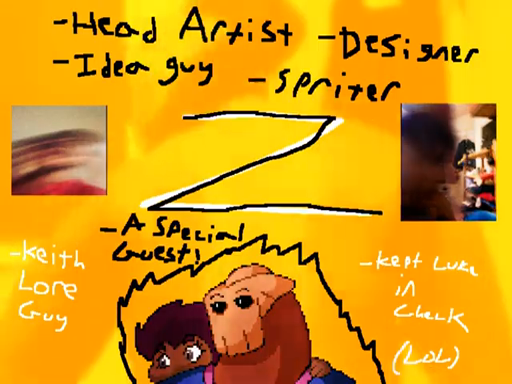 -Head Artist -Designer
-Idea guy -Spriter
Z
-A Special
Guest!
-Keith
Lore
Guy
-Kept Luke
in
Check
(LOL)